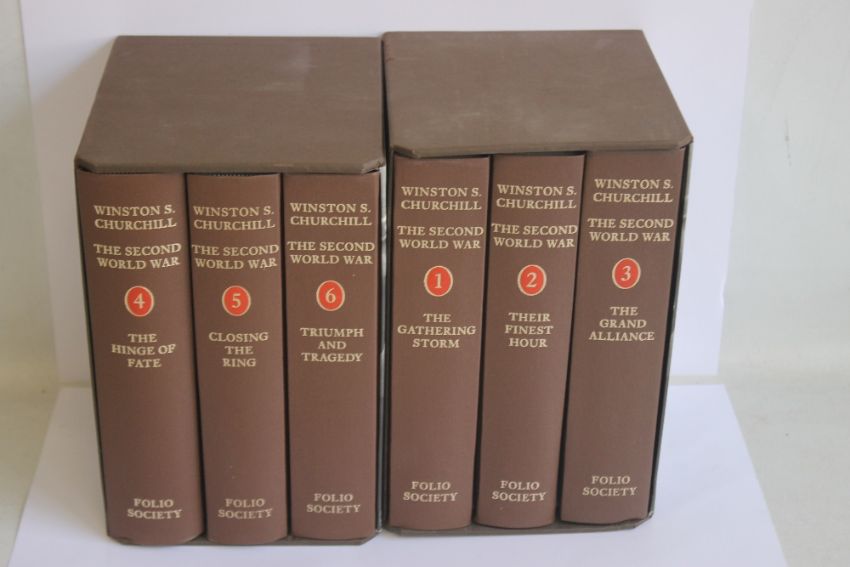 WINSTON S.
CHURCHILL
THE SECOND
WORLD WAR
4
THE
HINGE OF
FATE
FOLIO
SOCIETY
WINSTON S.
CHURCHILL
THE SECOND
WORLD WAR
5
CLOSING
THE
RING
FOLIO
SOCIETY
WINSTON S.
CHURCHILL
THE SECOND
WORLD WAR
6
TRIUMPH
AND
TRAGEDY
FOLIO
SOCIETY
WINSTON S.
CHURCHILL
THE SECOND
WORLD WAR
1
THE
GATHERING
STORM
FOLIO
SOCIETY
WINSTON S.
CHURCHILL
THE SECOND
WORLD WAR
2
THEIR
FINEST
HOUR
FOLIO
SOCIETY
WINSTON S.
CHURCHILL
THE SECOND
WORLD WAR
3
THE
GRAND
ALLIANCE
FOLIO
SOCIETY